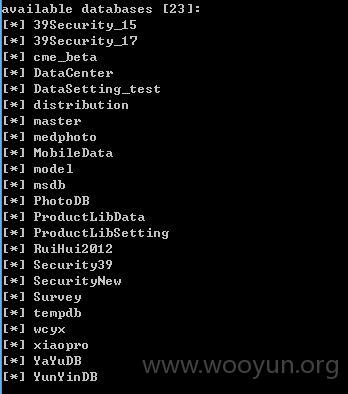 available databases [23]:
[*] 39Security_15
[*] 39Security_17
[*] cme_beta
[*] DataCenter
[*] DataSetting_test
[*] distribution
[*] master
[*] medphoto
[*] MobileData
[*] model
[*] msdb
[*] PhotoDB
[*] ProductLibData
[*] ProductLibSetting
[*] RuiHui2012
[*] Security39
[*] SecurityNew
[*] Survey
[*] tempdb
[*] wcyx
[*] xiaopro
[*] YaYuDB
[*] YunYinDB
www.wooyun.org